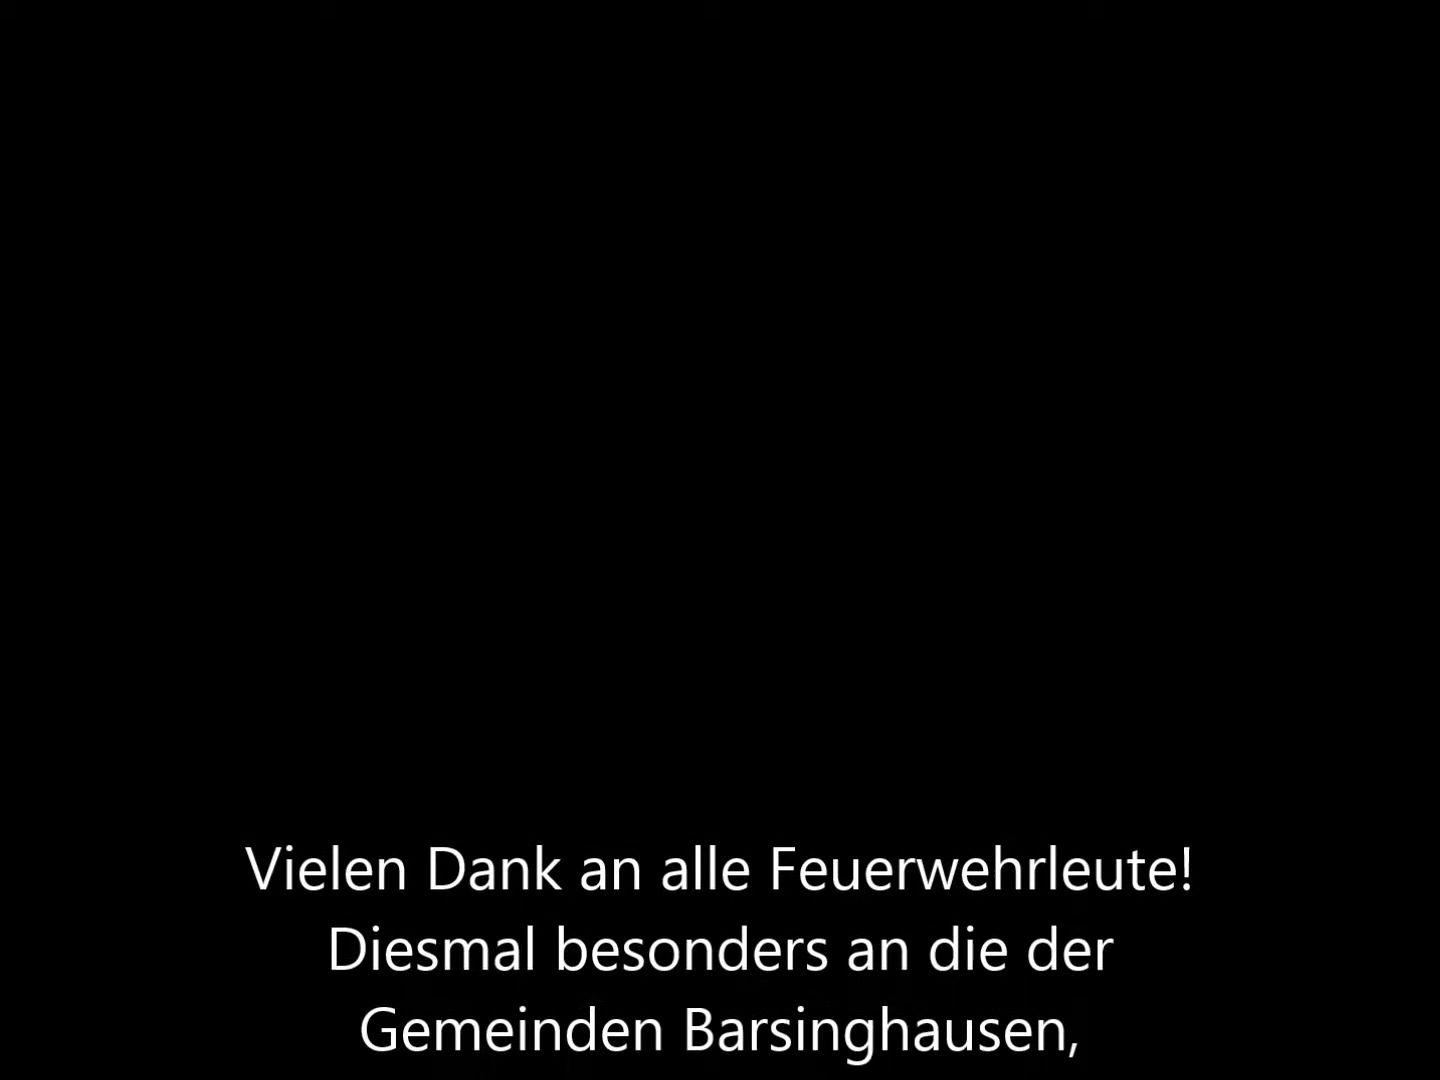 Vielen Dank an alle Feuerwehrleute!
Diesmal besonders an die der
Gemeinden Barsinghausen,